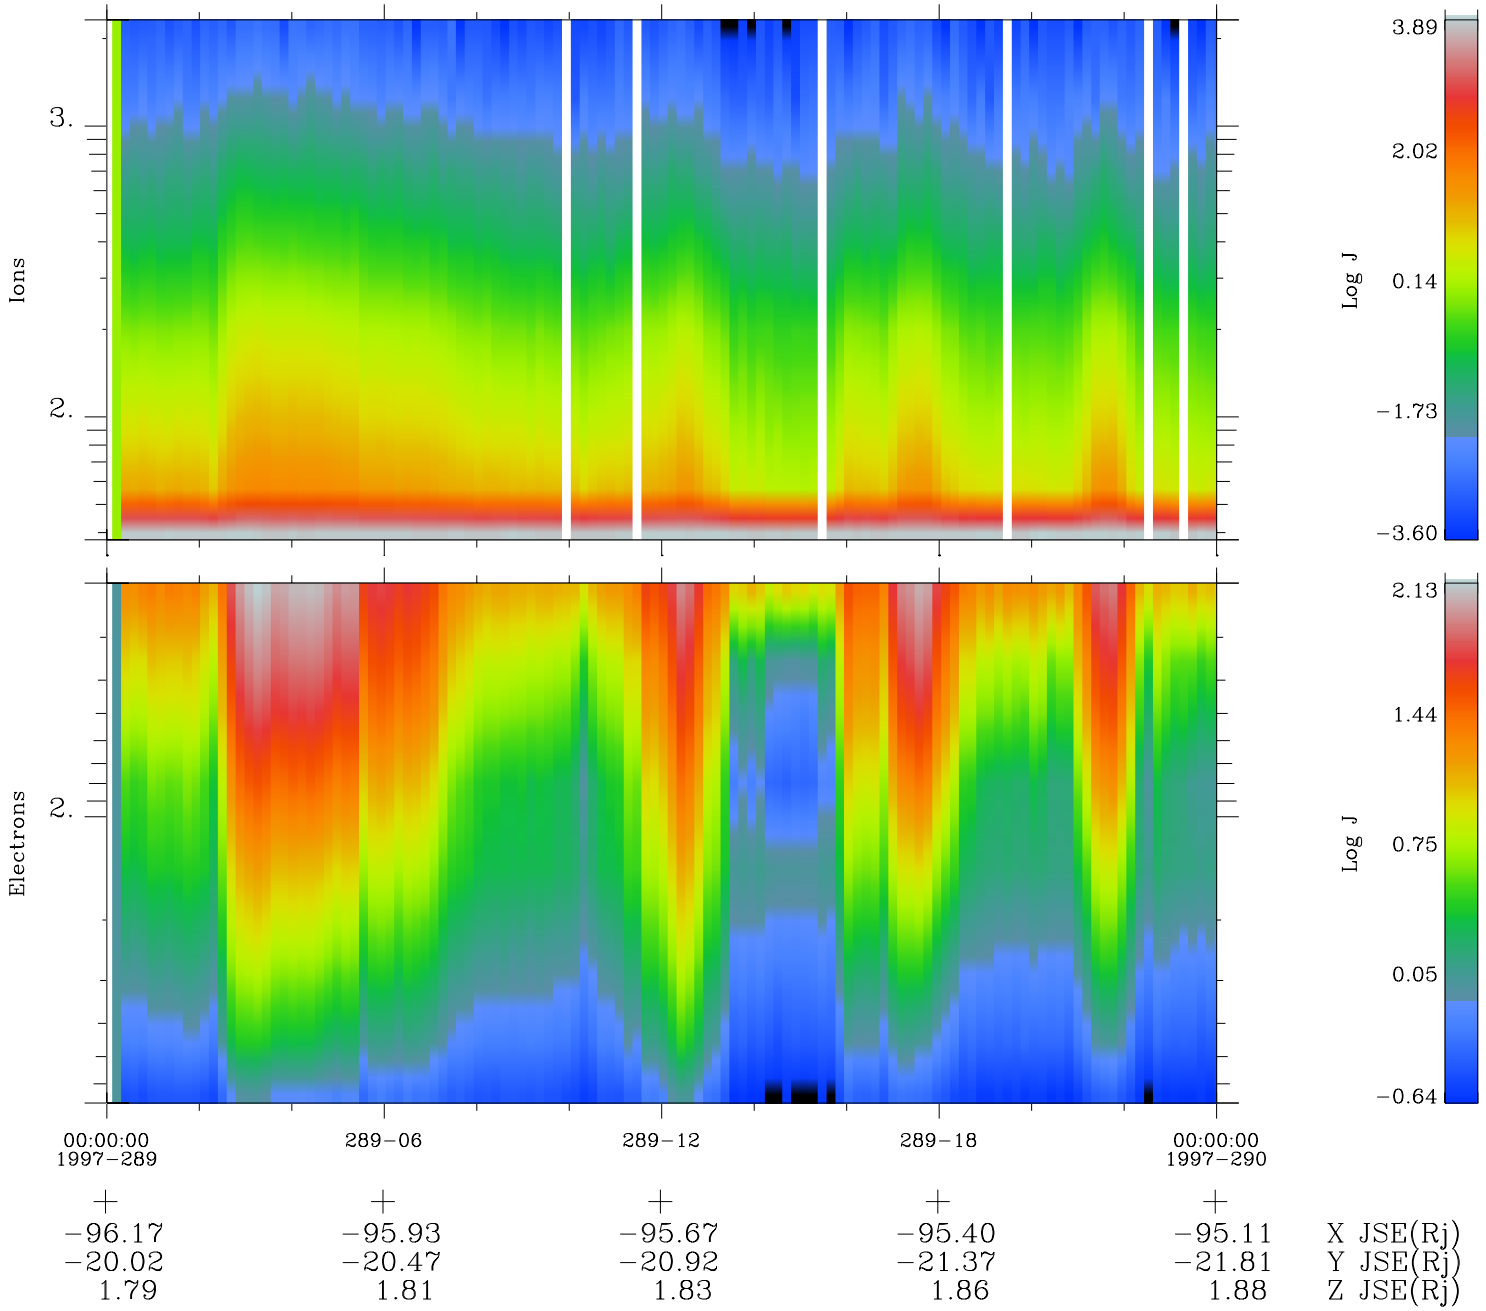 3.
2.
Ions
3.89
2.02
0.14
−1.73
−3.60
Log J
2.
Electrons
2.13
1.44
0.75
0.05
−0.64
Log J
00:00:00 289−06 289−12 289−18 00:00:00
1997−289 1997−290
−96.17 −95.93 −95.67 −95.40 −95.11 X JSE(Rj)
−20.02 −20.47 −20.92 −21.37 −21.81 Y JSE(Rj)
1.79 1.81 1.83 1.86 1.88 Z JSE(Rj)